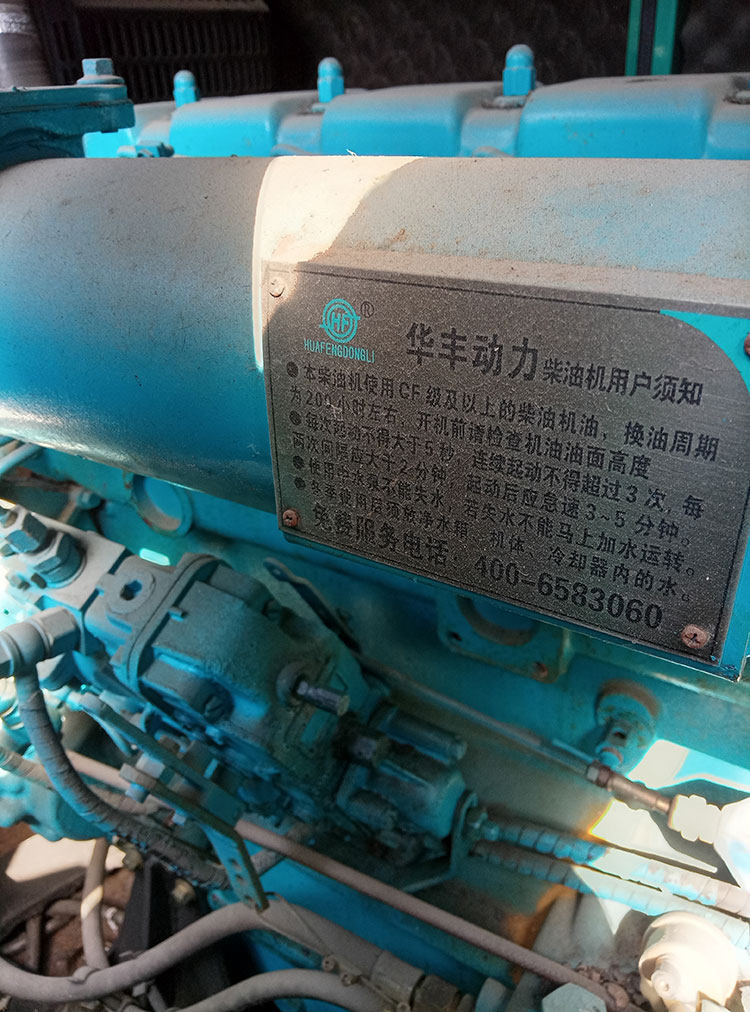 HF ®
HUAFENGDONGLI
华丰动力 柴油机用户须知
●本柴油机使用CF级及以上的柴油机油，换油周期
为200小时左右，开机前请检查机油油面高度
●每次起动不得大于5秒，连续起动不得超过3次，每
两次间隔应大于2分钟，起动后应怠速3~5分钟。
●使用中水泵不能失水，若失水不能马上加水运转。
●冬季使用后须放净水箱、机体、冷却器内的水。
免费服务电话：400-6583060